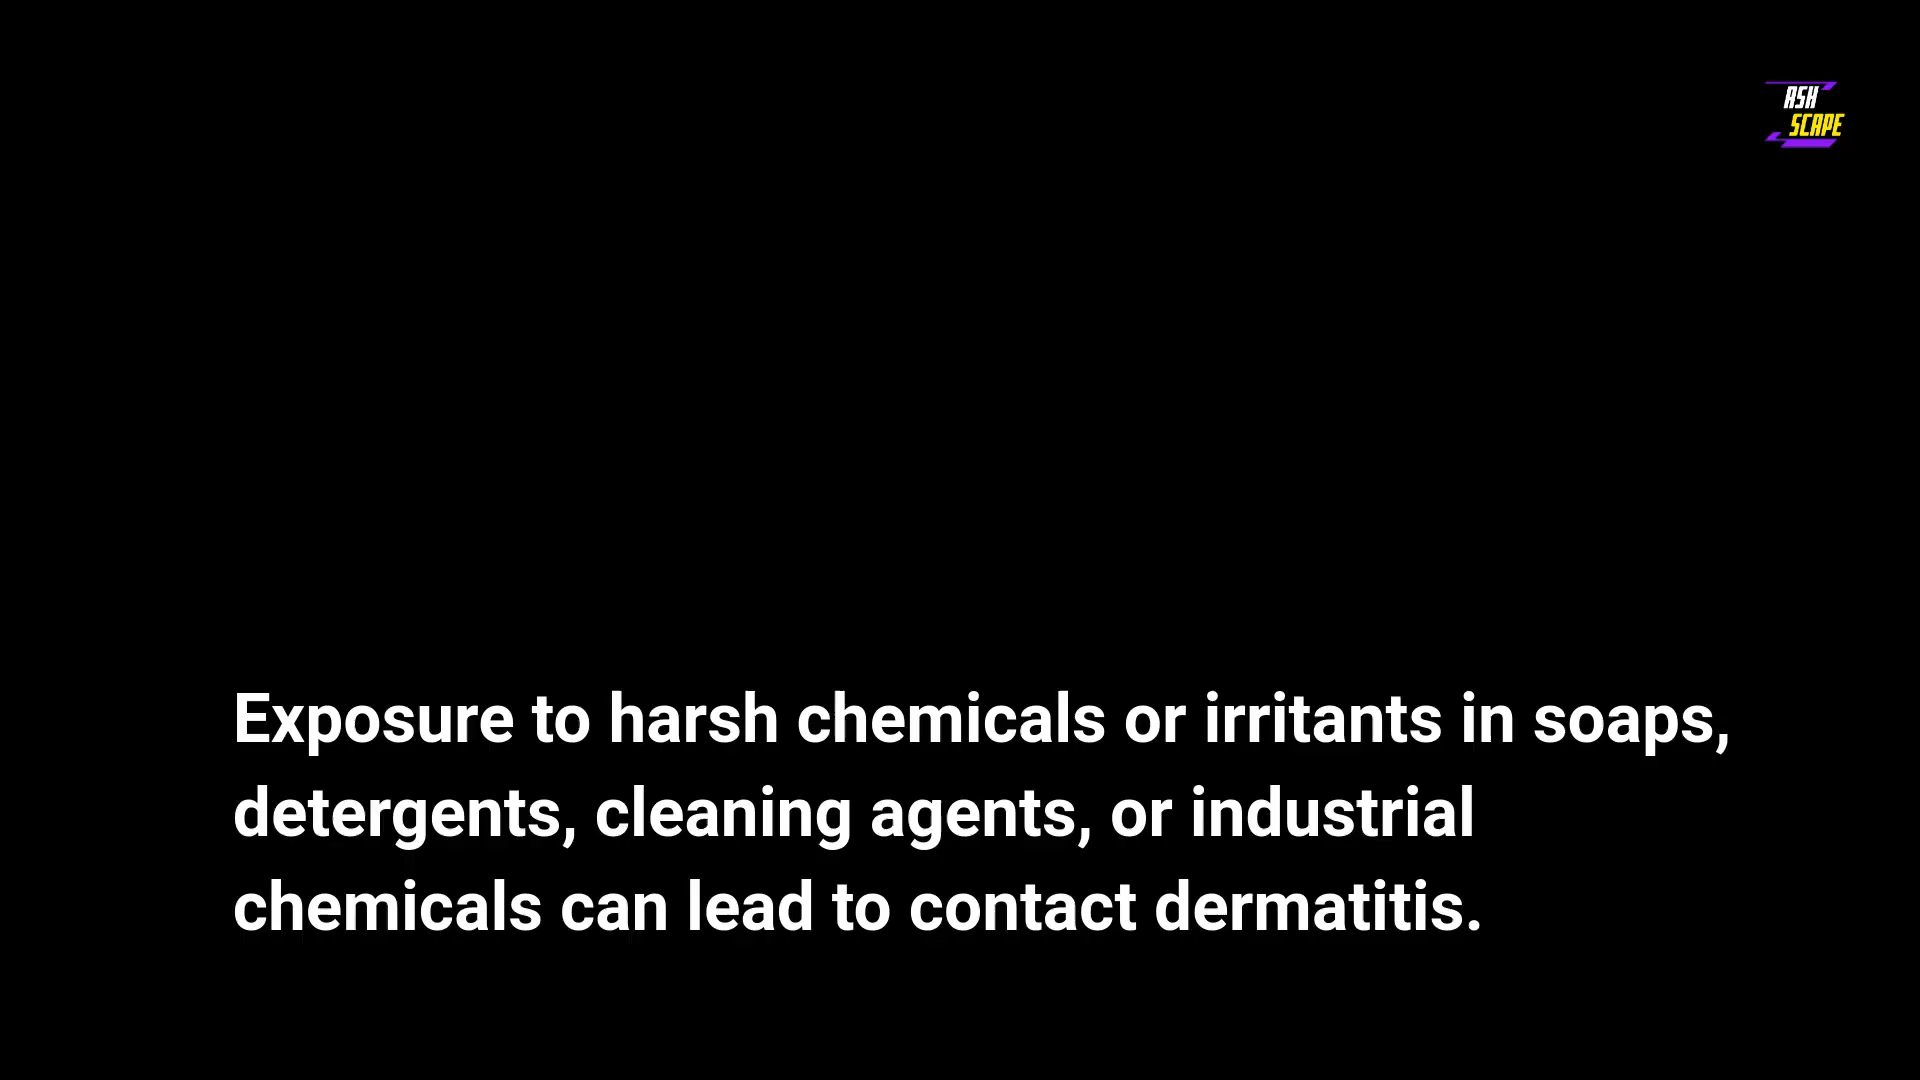 ASH
SCAPE
Exposure to harsh chemicals or irritants in soaps,
detergents, cleaning agents, or industrial
chemicals can lead to contact dermatitis.